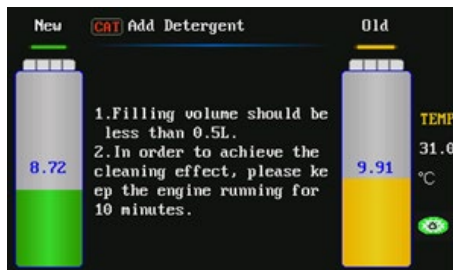 New
CAT Add Detergent
Old
1.Filling volume should be
less than 0.5L.
2.In order to achieve the
cleaning effect, please ke
ep the engine running for
10 minutes.
8.72
9.91
TEMP
31.0
°C